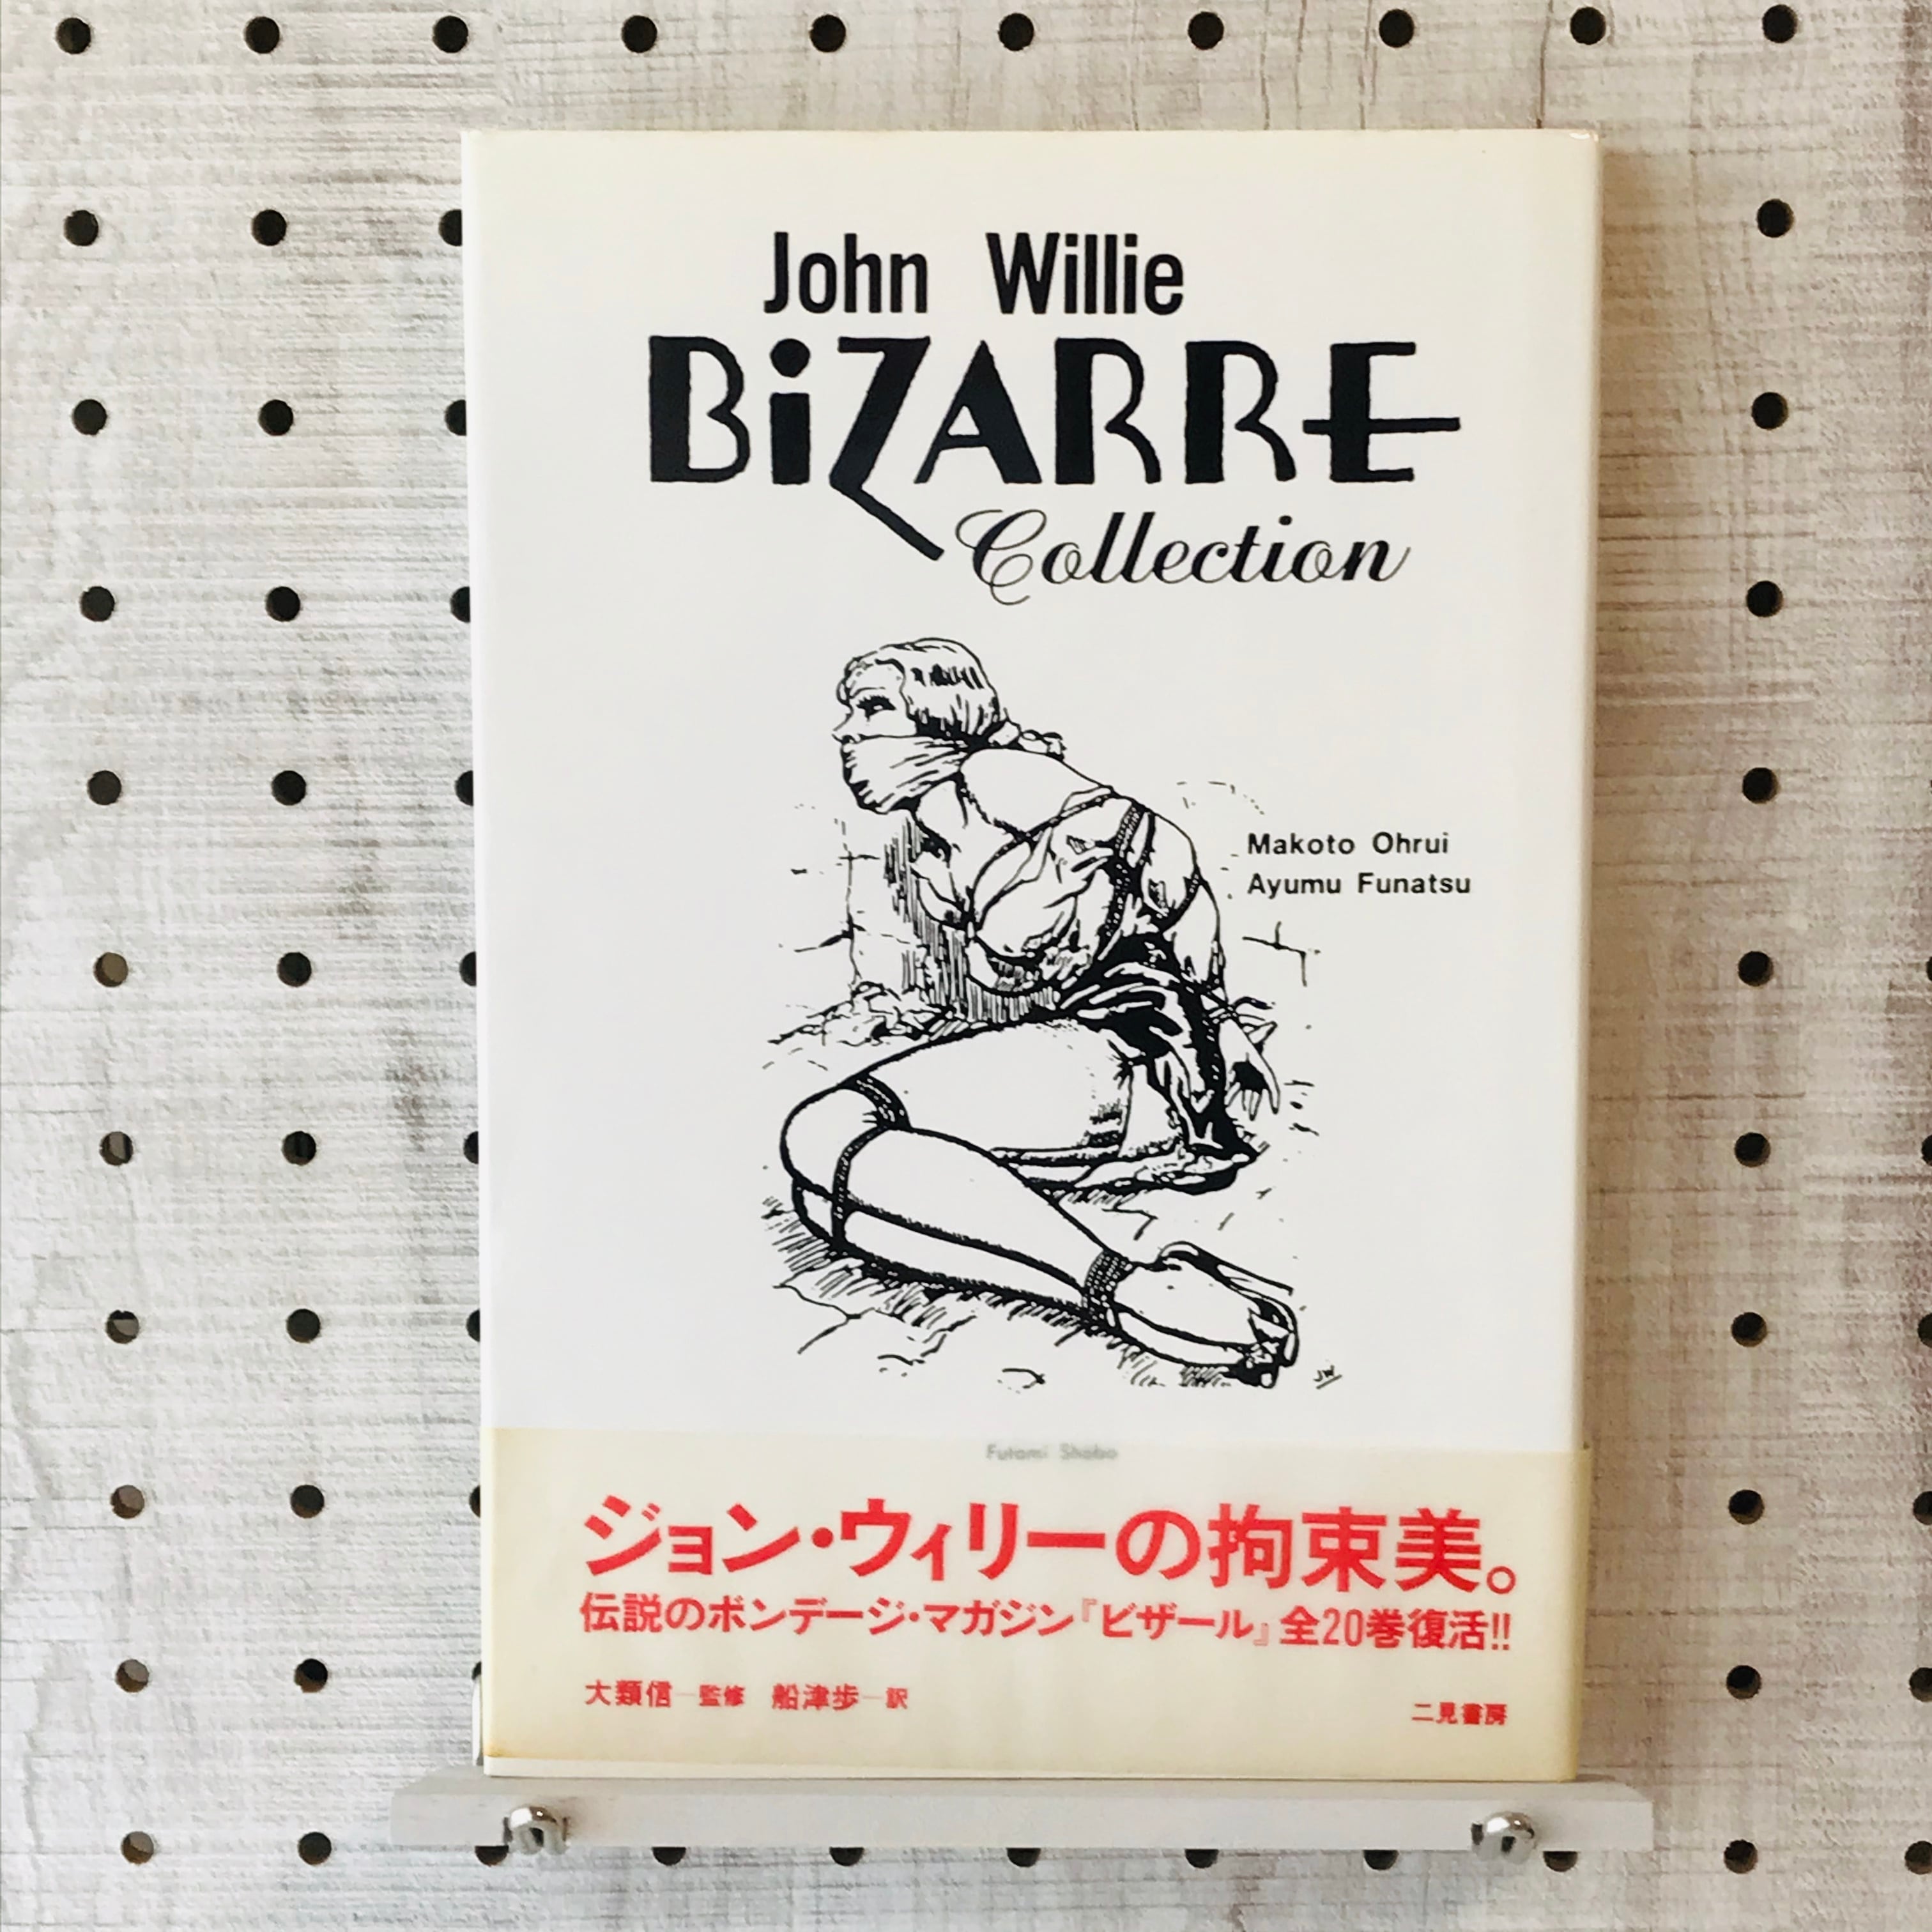 John Willie
BiZARRE
Collection
Makoto Ohrui
Ayumu Funatsu
JW
Futami Shobo
ジョン・ウィリーの拘束美。
伝説のボンデージ・マガジン『ビザール』全20巻復活!!
大類信─監修 船津歩─訳
二見書房